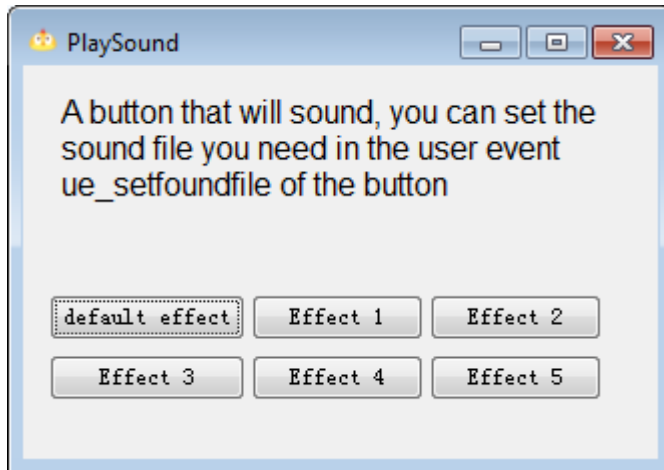 PlaySound
A button that will sound, you can set the
sound file you need in the user event
ue_setfoundfile of the button
default effect
Effect 1
Effect 2
Effect 3
Effect 4
Effect 5